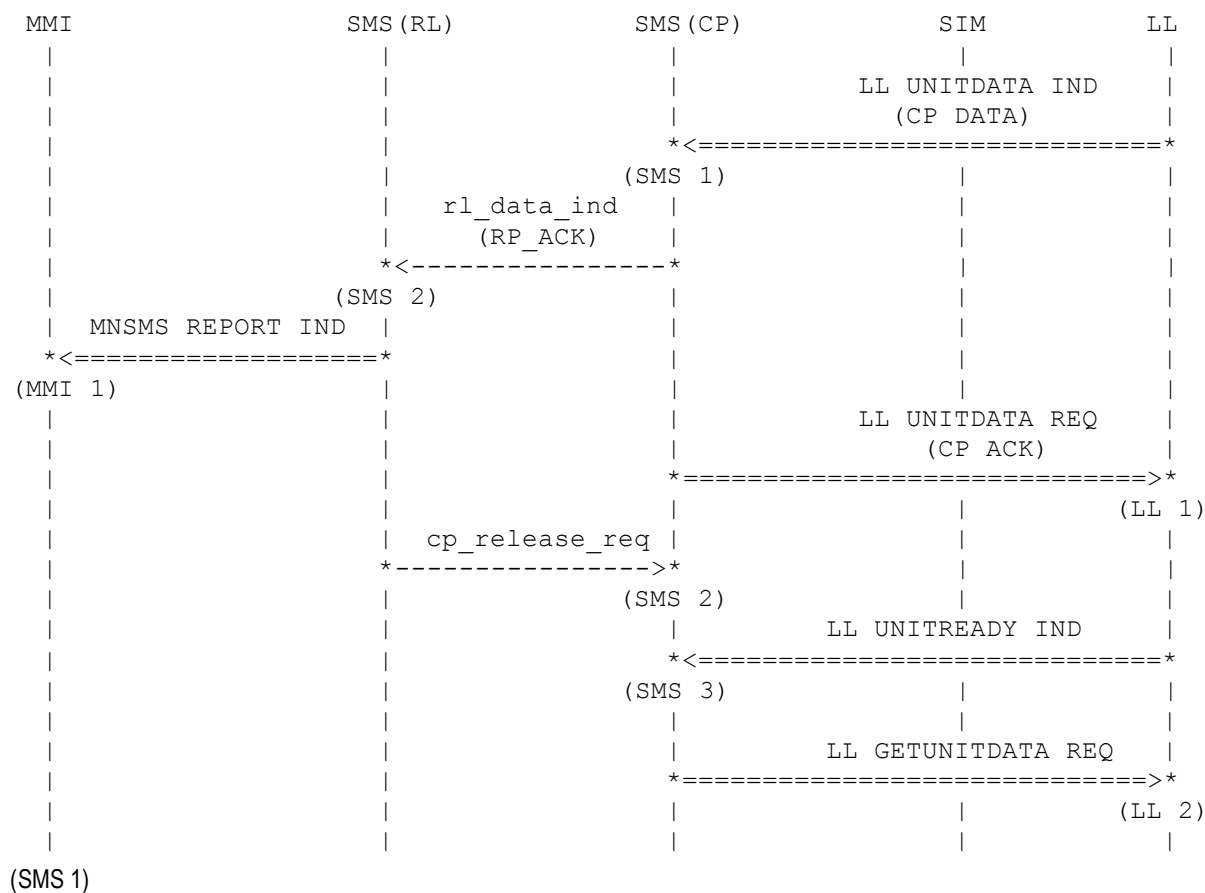 MMI                SMS(RL)           SMS(CP)             SIM         LL
 |                    |                 |                 |            |
 |                    |                 |           LL UNITDATA IND    |
 |                    |                 |             (CP DATA)        |
 |                    |                 *<=============================*
 |                    |              (SMS 1)              |            |
 |                    |   rl_data_ind   |                 |            |
 |                    |     (RP_ACK)    |                 |            |
 |                    *<----------------*                 |            |
 |                 (SMS 2)              |                 |            |
 |  MNSMS REPORT IND  |                 |                 |            |
 *<===================*                 |                 |            |
(MMI 1)               |                 |                 |            |
 |                    |                 |           LL UNITDATA REQ    |
 |                    |                 |               (CP ACK)       |
 |                    |                 *=============================>*
 |                    |                 |                 |         (LL 1)
 |                    |  cp_release_req |                 |            |
 |                    *---------------->*                 |            |
 |                    |              (SMS 2)              |            |
 |                    |                 |         LL UNITREADY IND     |
 |                    |                 *<=============================*
 |                    |              (SMS 3)              |            |
 |                    |                 |                 |            |
 |                    |                 |         LL GETUNITDATA REQ   |
 |                    |                 *=============================>*
 |                    |                 |                 |         (LL 2)
 |                    |                 |                 |            |
(SMS 1)